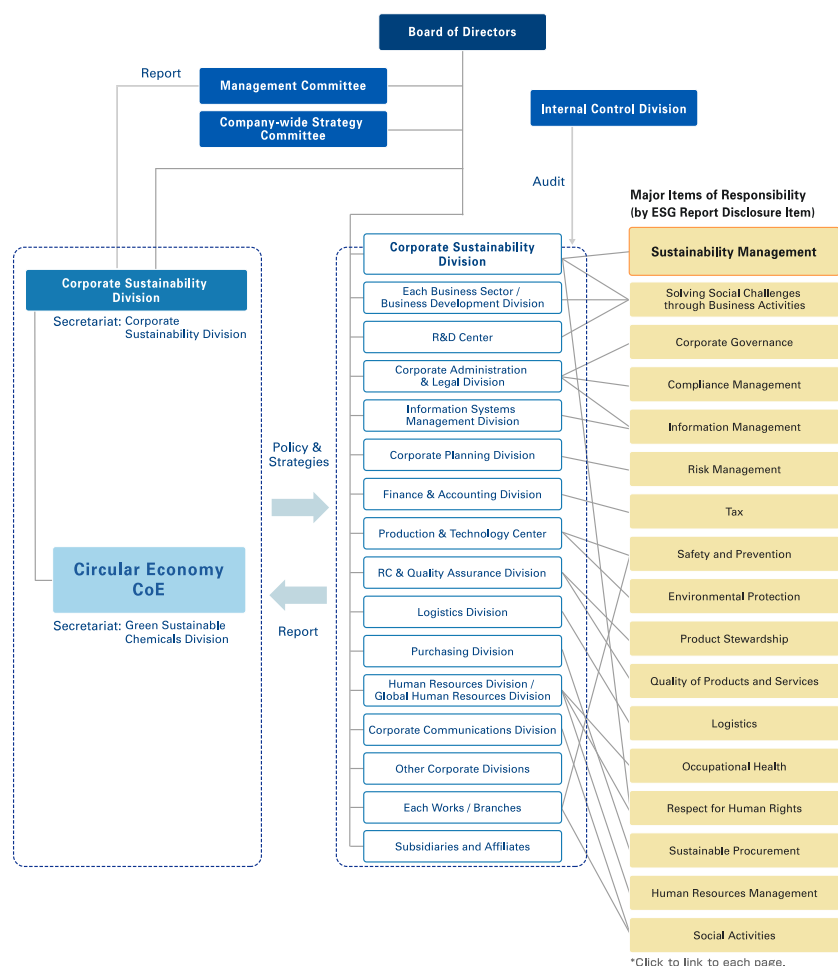 Board of Directors
Report
Management Committee
Company-wide Strategy
Committee
Internal Control Division
Audit
Major Items of Responsibility
(by ESG Report Disclosure Item)
Corporate Sustainability
Division
Secretariat: Corporate
Sustainability Division
Circular Economy
CoE
Secretariat: Green Sustainable
Chemicals Division
Policy &
Strategies
Report
Corporate Sustainability
Division
Each Business Sector /
Business Development Division
R&D Center
Corporate Administration
& Legal Division
Information Systems
Management Division
Corporate Planning Division
Finance & Accounting Division
Production & Technology Center
RC & Quality Assurance Division
Logistics Division
Purchasing Division
Human Resources Division /
Global Human Resources Division
Corporate Communications Division
Other Corporate Divisions
Each Works / Branches
Subsidiaries and Affiliates
Sustainability Management
Solving Social Challenges
through Business Activities
Corporate Governance
Compliance Management
Information Management
Risk Management
Tax
Safety and Prevention
Environmental Protection
Product Stewardship
Quality of Products and Services
Logistics
Occupational Health
Respect for Human Rights
Sustainable Procurement
Human Resources Management
Social Activities
*Click to link to each page.